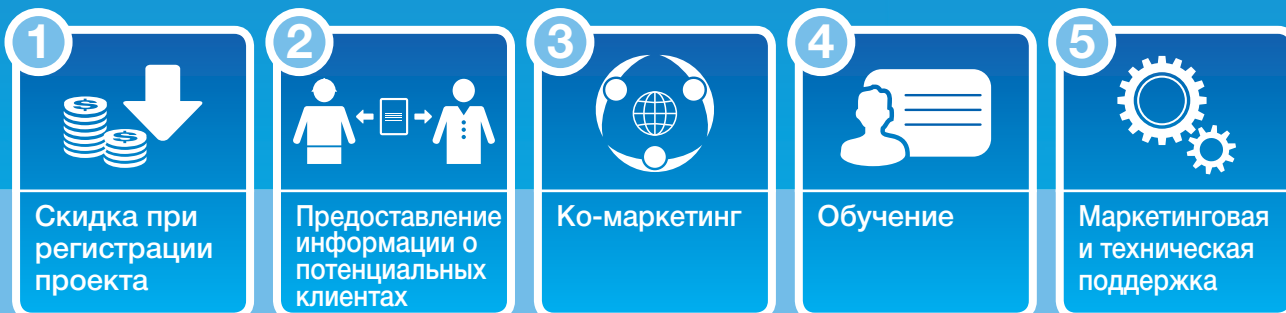 1
Скидка при
регистрации
проекта
2
Предоставление
информации о
потенциальных
клиентах
3
Ко-маркетинг
4
Обучение
5
Маркетинговая
и техническая
поддержка